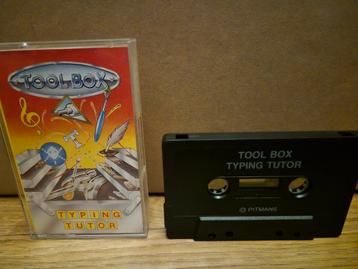 TOOLBOX
TYPING
TUTOR
TOOL BOX
TYPING TUTOR
© PITMANS